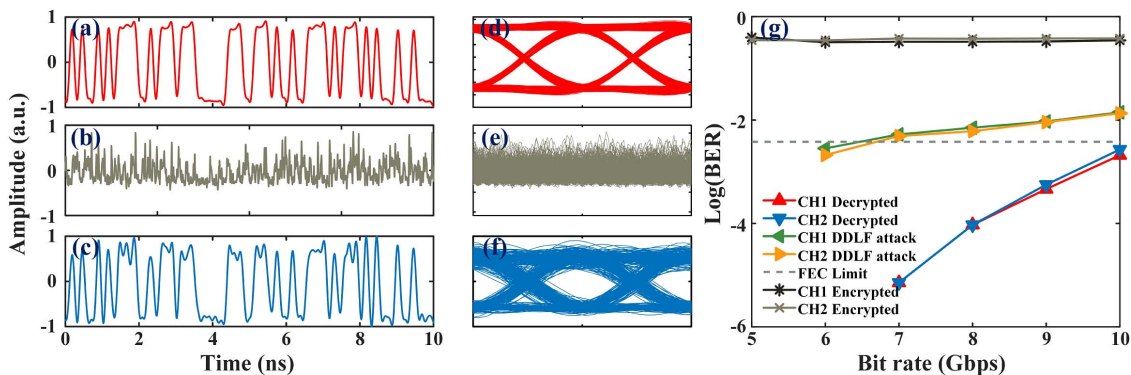 (a)
1
0
-1
(b)
1
0
-1
(c)
1
0
-1
0
2
4
6
8
10
Amplitude (a.u.)
Time (ns)
(d)
(e)
(f)
(g)
-0
-2
-4
-6
Log(BER)
CH1 Decrypted
CH2 Decrypted
CH1 DDLF attack
CH2 DDLF attack
FEC Limit
CH1 Encrypted
CH2 Encrypted
5
6
7
8
9
10
Bit rate (Gbps)